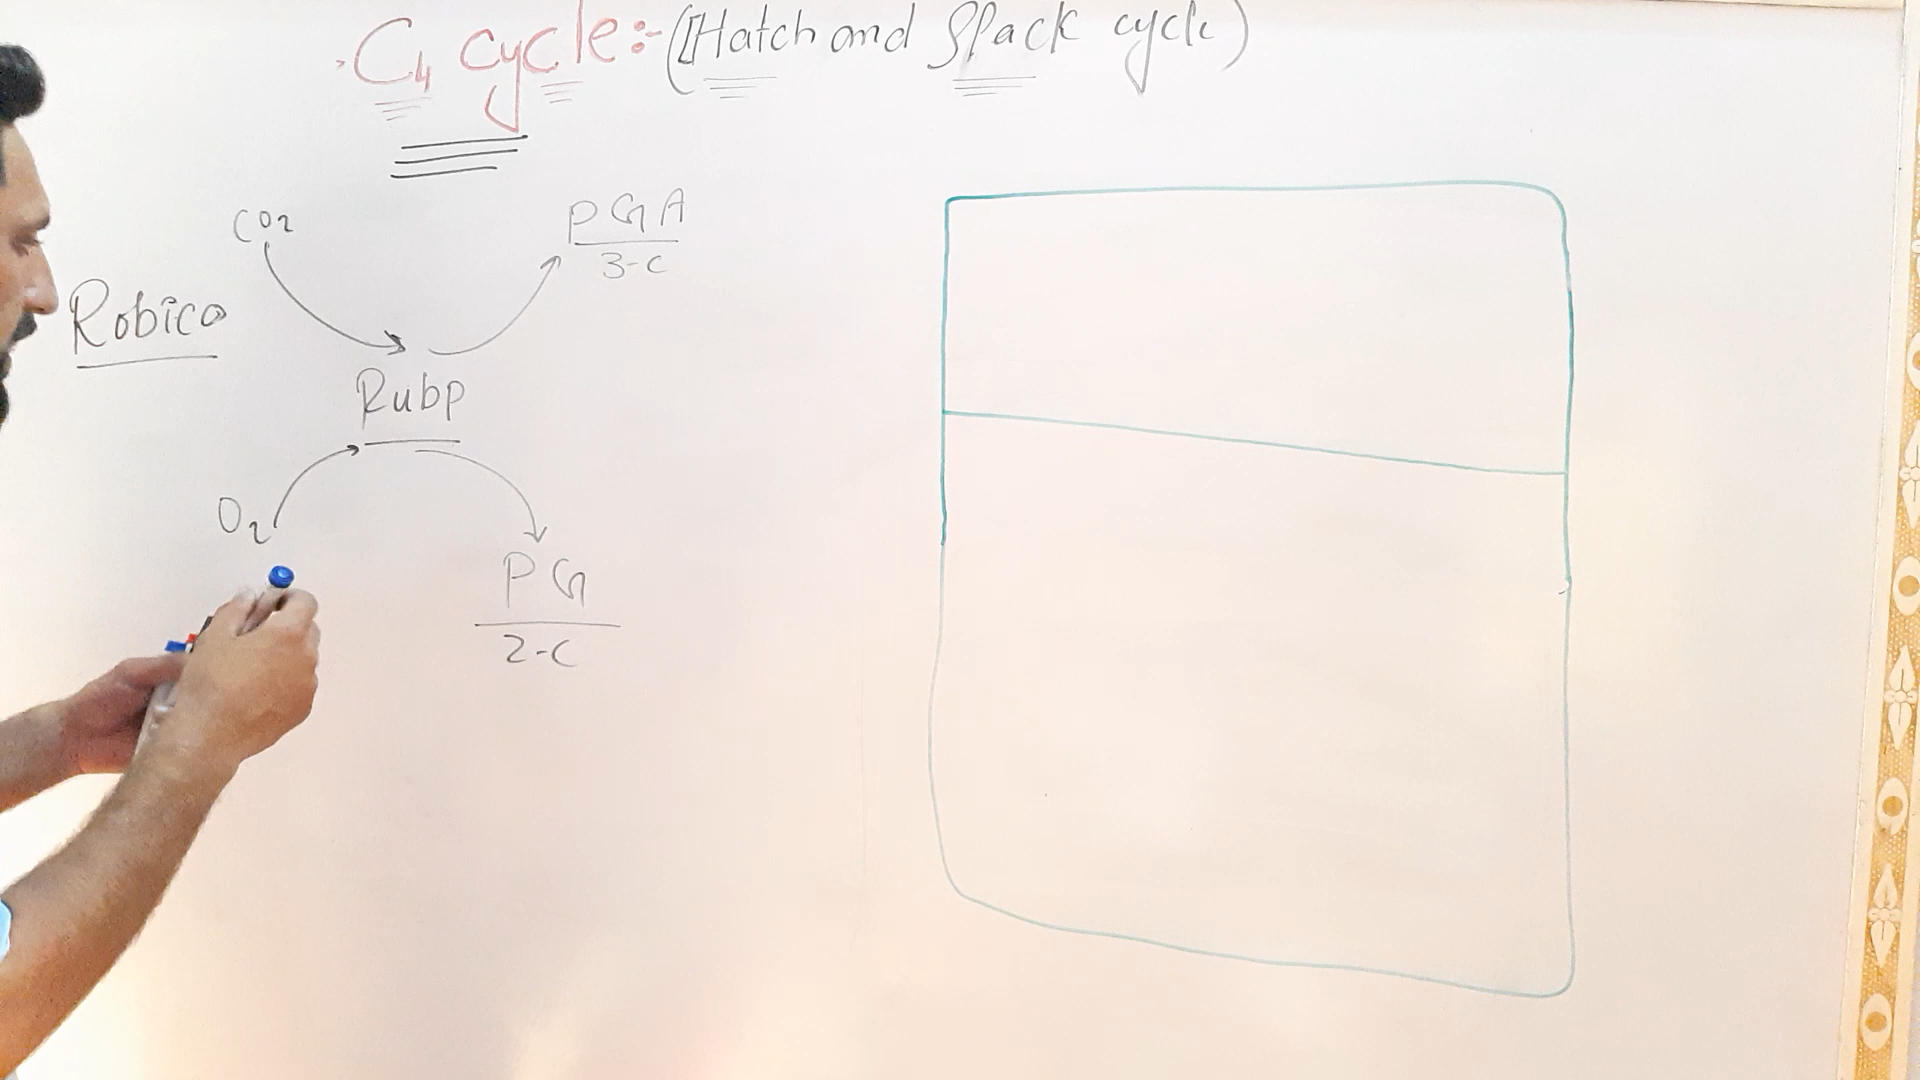 C4 cycle:- (Hatch and Slack cycle)
CO2
PGA
3-C
Robico
Rubp
O2
PG
2-C